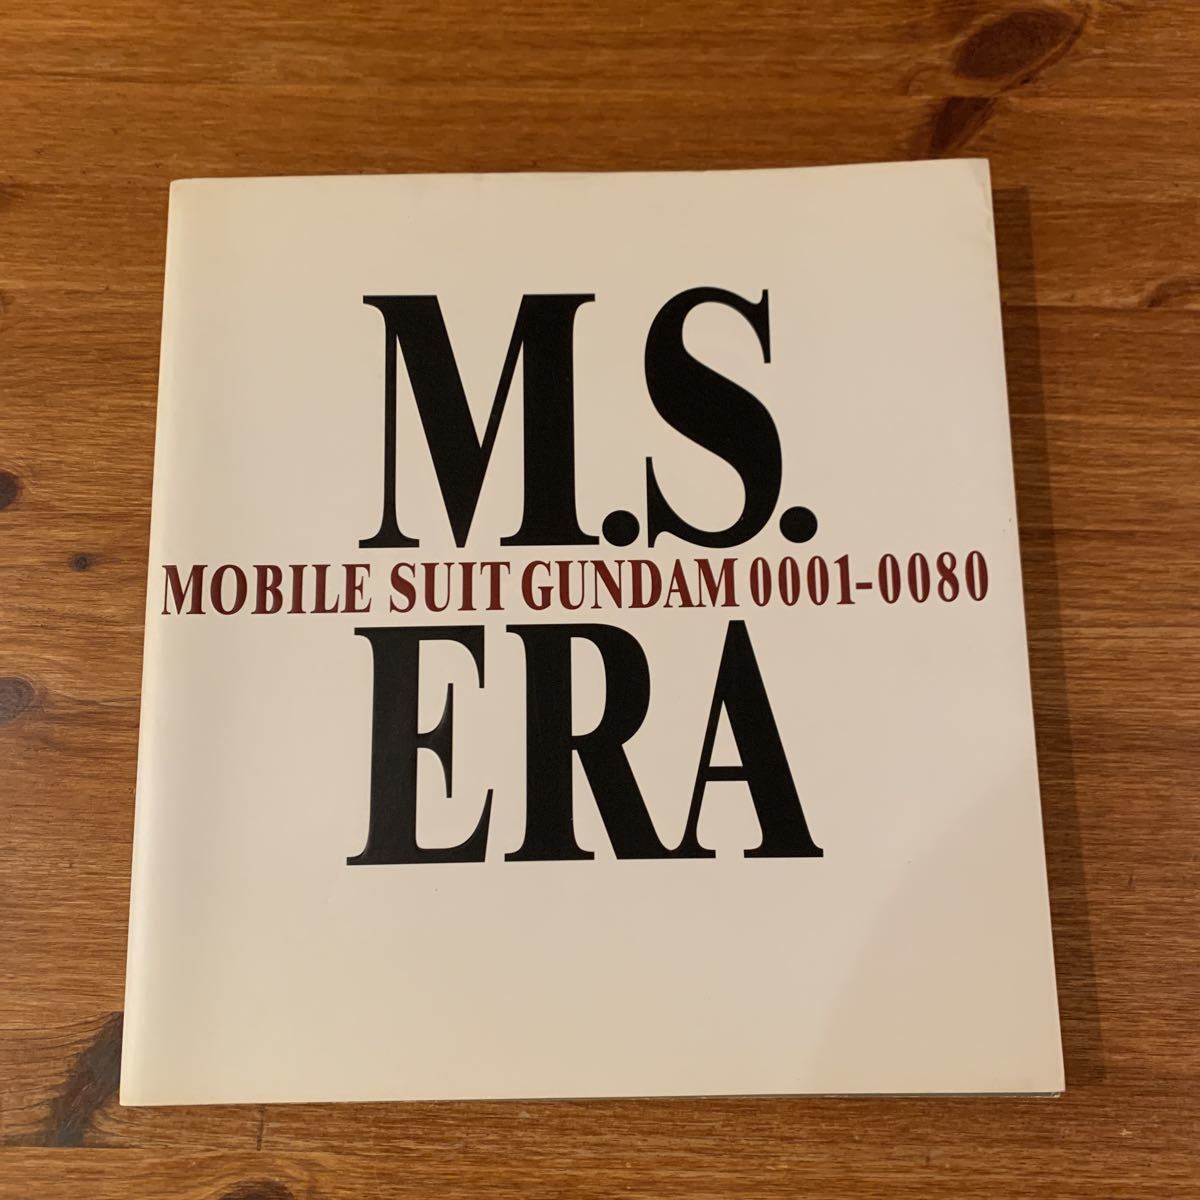 M.S.
MOBILE SUIT GUNDAM 0001-0080
ERA